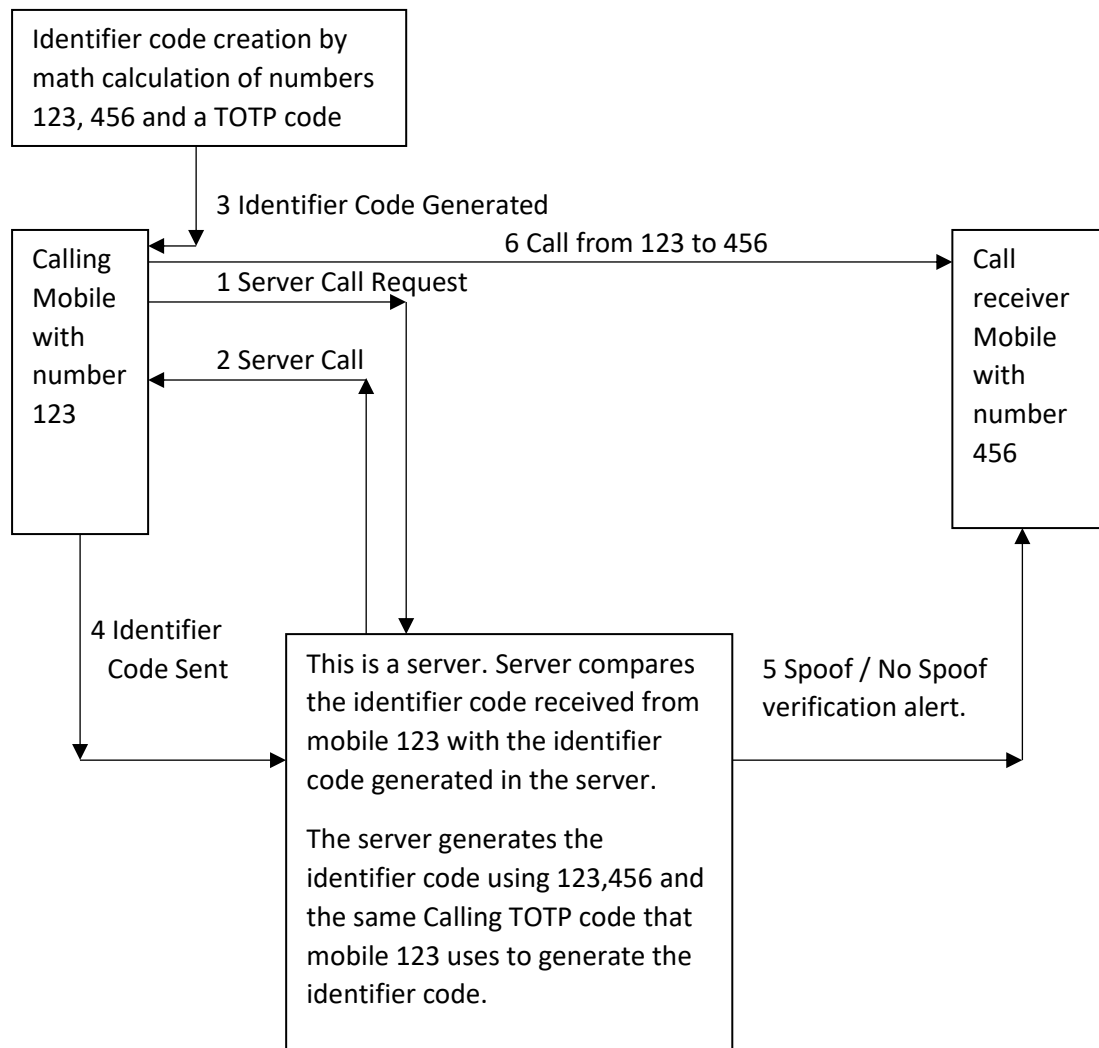 Identifier code creation by
math calculation of numbers
123, 456 and a TOTP code
3 Identifier Code Generated
6 Call from 123 to 456
Calling
Mobile
with
number
123
1 Server Call Request
2 Server Call
Call
receiver
Mobile
with
number
456
4 Identifier
Code Sent
This is a server. Server compares
the identifier code received from
mobile 123 with the identifier
code generated in the server.
The server generates the
identifier code using 123,456 and
the same Calling TOTP code that
mobile 123 uses to generate the
identifier code.
5 Spoof / No Spoof
verification alert.